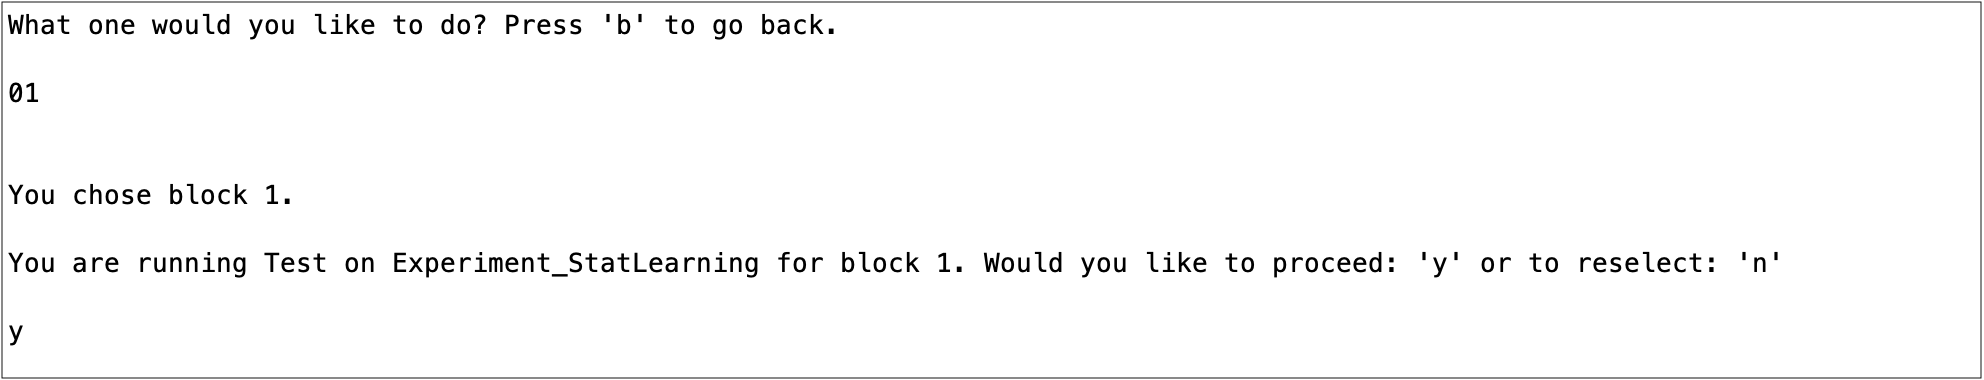 What one would you like to do? Press 'b' to go back.
01
You chose block 1.
You are running Test on Experiment_StatLearning for block 1. Would you like to proceed: 'y' or to reselect: 'n'
y